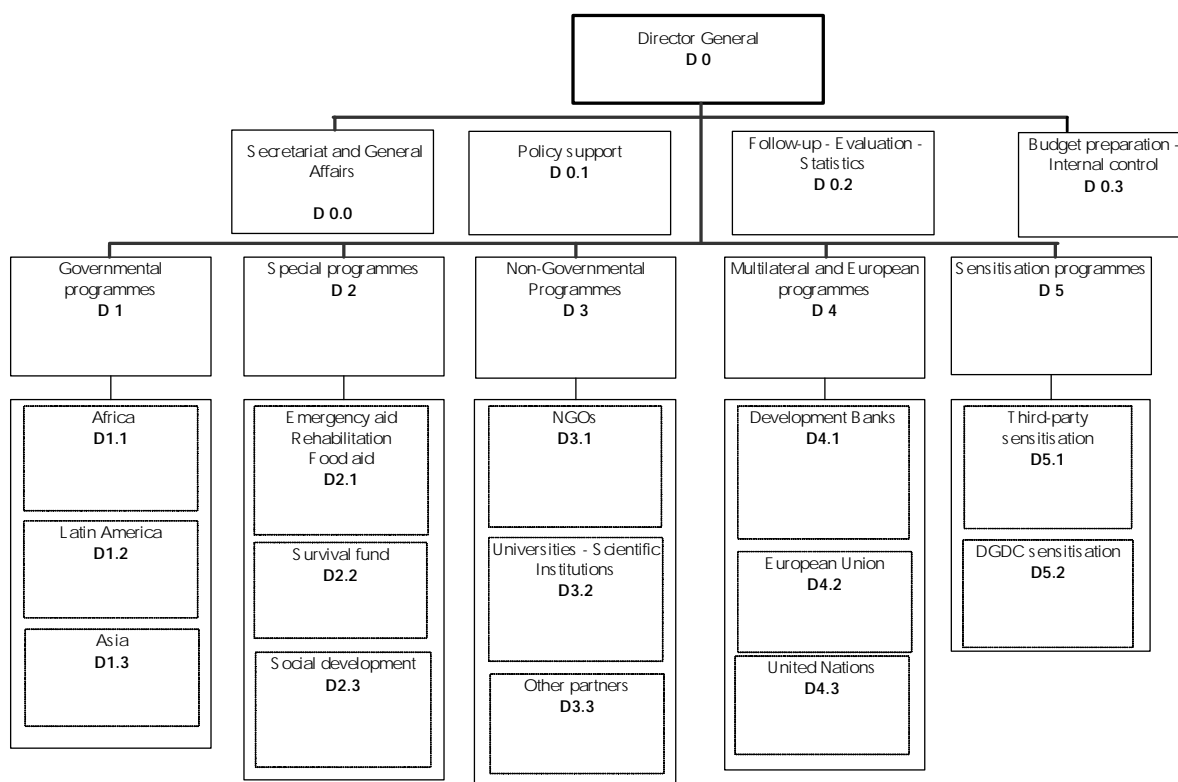 Director General
D 0
Secretariat and General
Affairs
D 0.0
Policy support
D 0.1
Follow-up - Evaluation -
Statistics
D 0.2
Budget preparation -
Internal control
D 0.3
Governmental
programmes
D 1
Special programmes
D 2
Non-Governmental
Programmes
D 3
Multilateral and European
programmes
D 4
Sensitisation programmes
D 5
Africa
D1.1
Latin America
D1.2
Asia
D1.3
Emergency aid
Rehabilitation
Food aid
D2.1
Survival fund
D2.2
Social development
D2.3
NGOs
D3.1
Universities - Scientific
Institutions
D3.2
Other partners
D3.3
Development Banks
D4.1
European Union
D4.2
United Nations
D4.3
Third-party
sensitisation
D5.1
DGDC sensitisation
D5.2